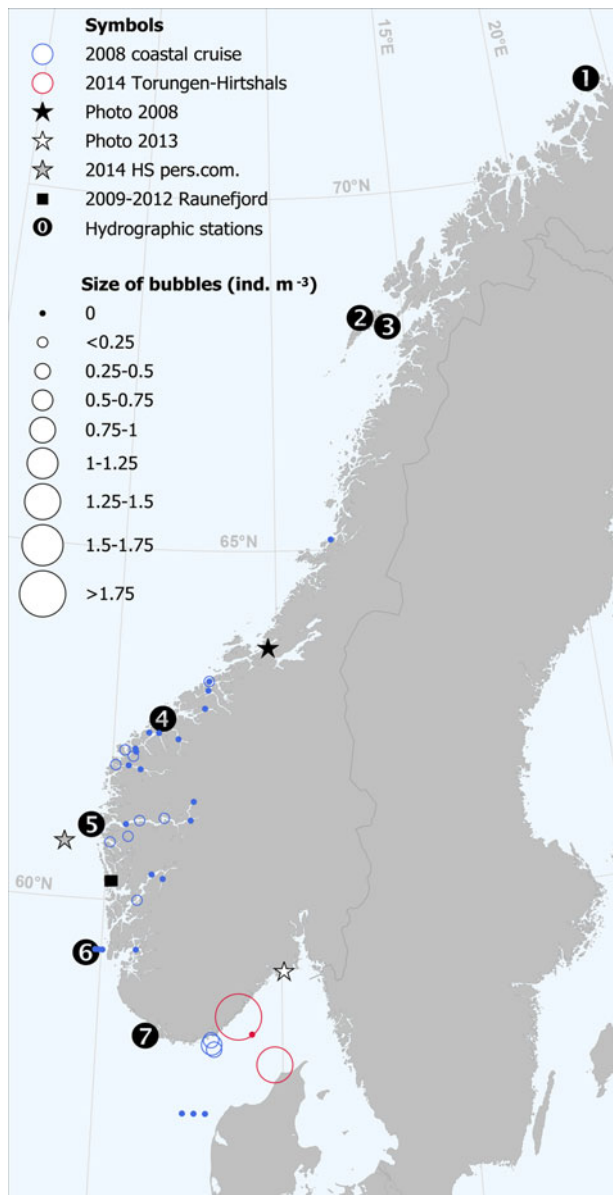 Symbols
2008 coastal cruise
2014 Torungen-Hirtshals
Photo 2008
Photo 2013
2014 HS pers.com.
2009-2012 Raunefjord
0 Hydrographic stations
Size of bubbles (ind. m -3)
0
<0.25
0.25-0.5
0.5-0.75
0.75-1
1-1.25
1.25-1.5
1.5-1.75
>1.75
15°E
20°E
1
70°N
2
3
65°N
4
5
60°N
6
7